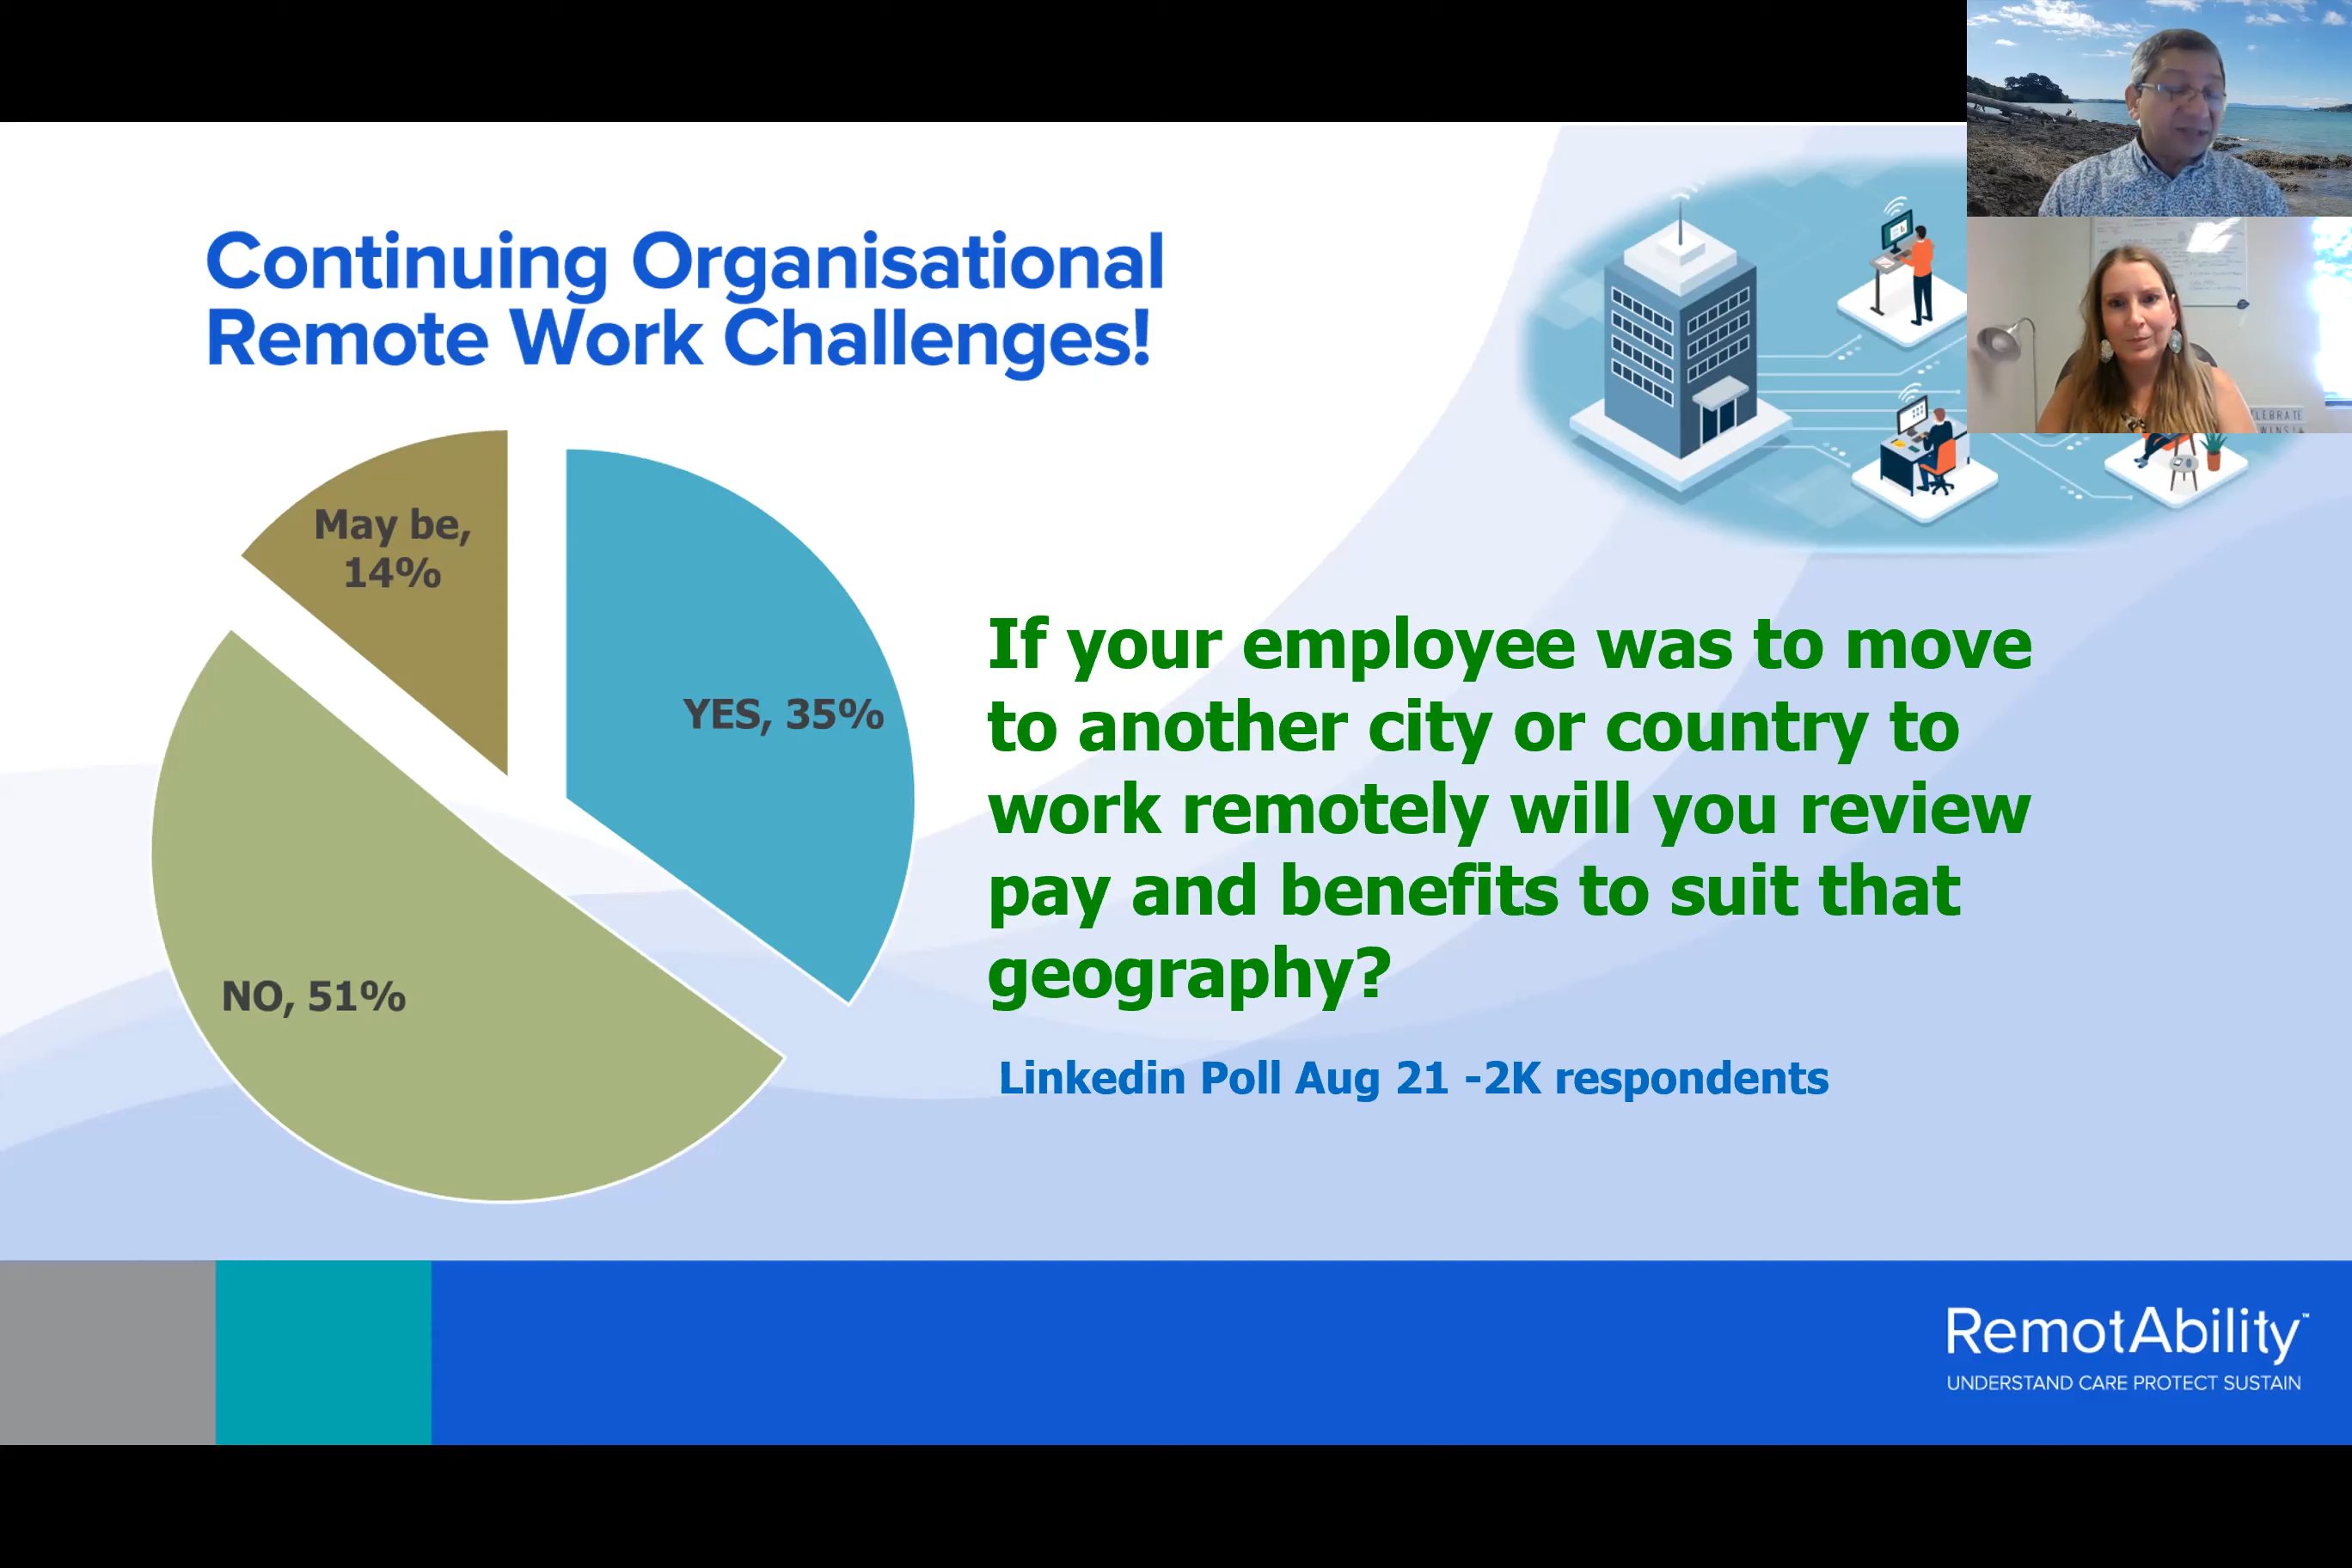 Continuing Organisational
Remote Work Challenges!
May be,
14%
YES, 35%
NO, 51%
If your employee was to move
to another city or country to
work remotely will you review
pay and benefits to suit that
geography?
Linkedin Poll Aug 21 -2K respondents
RemotAbility™
UNDERSTAND CARE PROTECT SUSTAIN